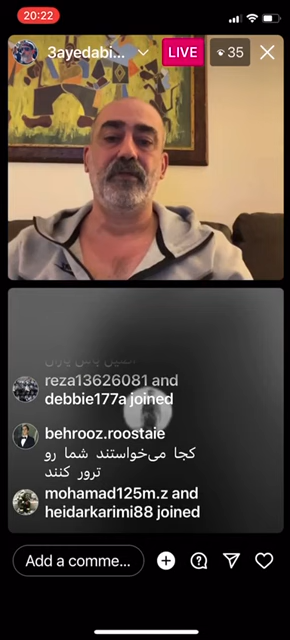 20:22
3ayedabi...
LIVE
35
reza13626081 and
debbie177a joined
behrooz.roostaie
کجا می‌خواستند شما رو
ترور کنند
mohamad125m.z and
heidarkarimi88 joined
Add a comme...